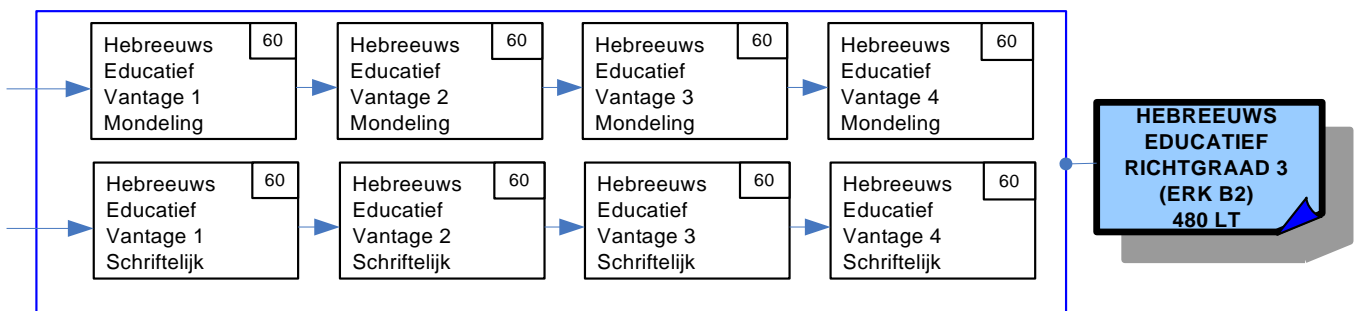 Hebreeuws
Educatief
Vantage 1
Mondeling
60
Hebreeuws
Educatief
Vantage 2
Mondeling
60
Hebreeuws
Educatief
Vantage 3
Mondeling
60
Hebreeuws
Educatief
Vantage 4
Mondeling
60
Hebreeuws
Educatief
Vantage 1
Schriftelijk
60
Hebreeuws
Educatief
Vantage 2
Schriftelijk
60
Hebreeuws
Educatief
Vantage 3
Schriftelijk
60
Hebreeuws
Educatief
Vantage 4
Schriftelijk
60
HEBREEUWS
EDUCATIEF
RICHTGRAAD 3
(ERK B2)
480 LT